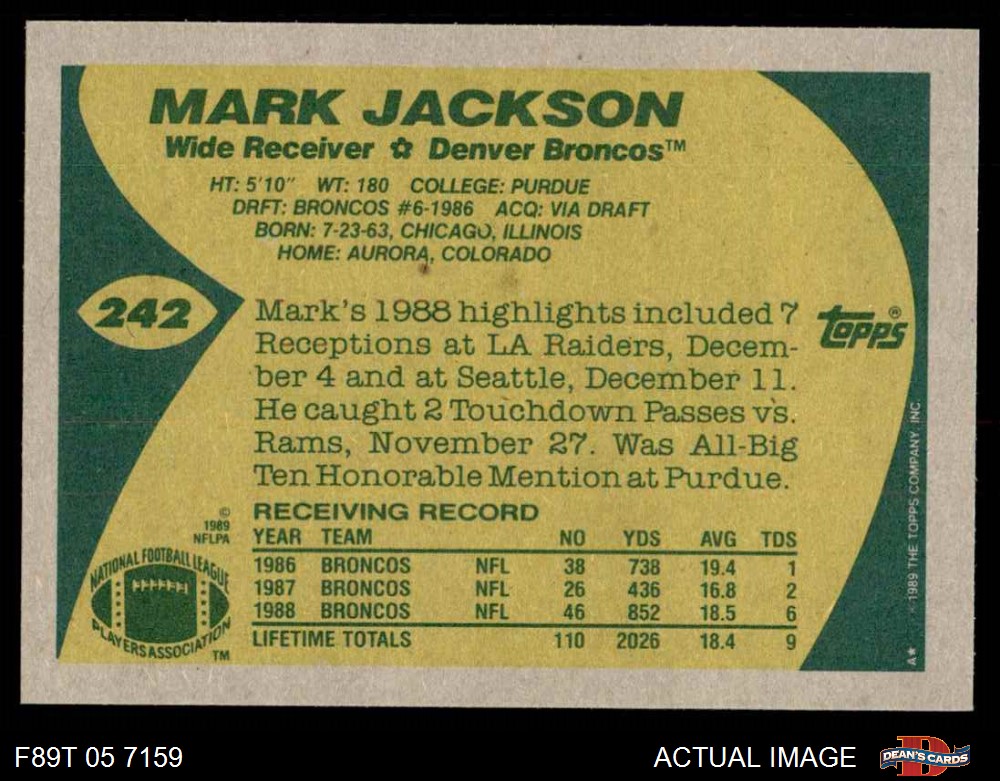 MARK JACKSON
Wide Receiver ✩ Denver Broncos™
HT: 5'10" WT: 180 COLLEGE: PURDUE
DRFT: BRONCOS #6-1986 ACQ: VIA DRAFT
BORN: 7-23-63, CHICAGO, ILLINOIS
HOME: AURORA, COLORADO
242
Mark's 1988 highlights included 7
Receptions at LA Raiders, Decem-
ber 4 and at Seattle, December 11.
He caught 2 Touchdown Passes vs.
Rams, November 27. Was All-Big
Ten Honorable Mention at Purdue.
topps®
© 1989 THE TOPPS COMPANY, INC.
A★
©
1989
NFLPA
NATIONAL FOOTBALL LEAGUE
PLAYERS ASSOCIATION
TM
RECEIVING RECORD
YEAR TEAM NO YDS AVG TDS
1986 BRONCOS NFL 38 738 19.4 1
1987 BRONCOS NFL 26 436 16.8 2
1988 BRONCOS NFL 46 852 18.5 6
LIFETIME TOTALS 110 2026 18.4 9
F89T 05 7159
ACTUAL IMAGE
DEAN'S CARDS